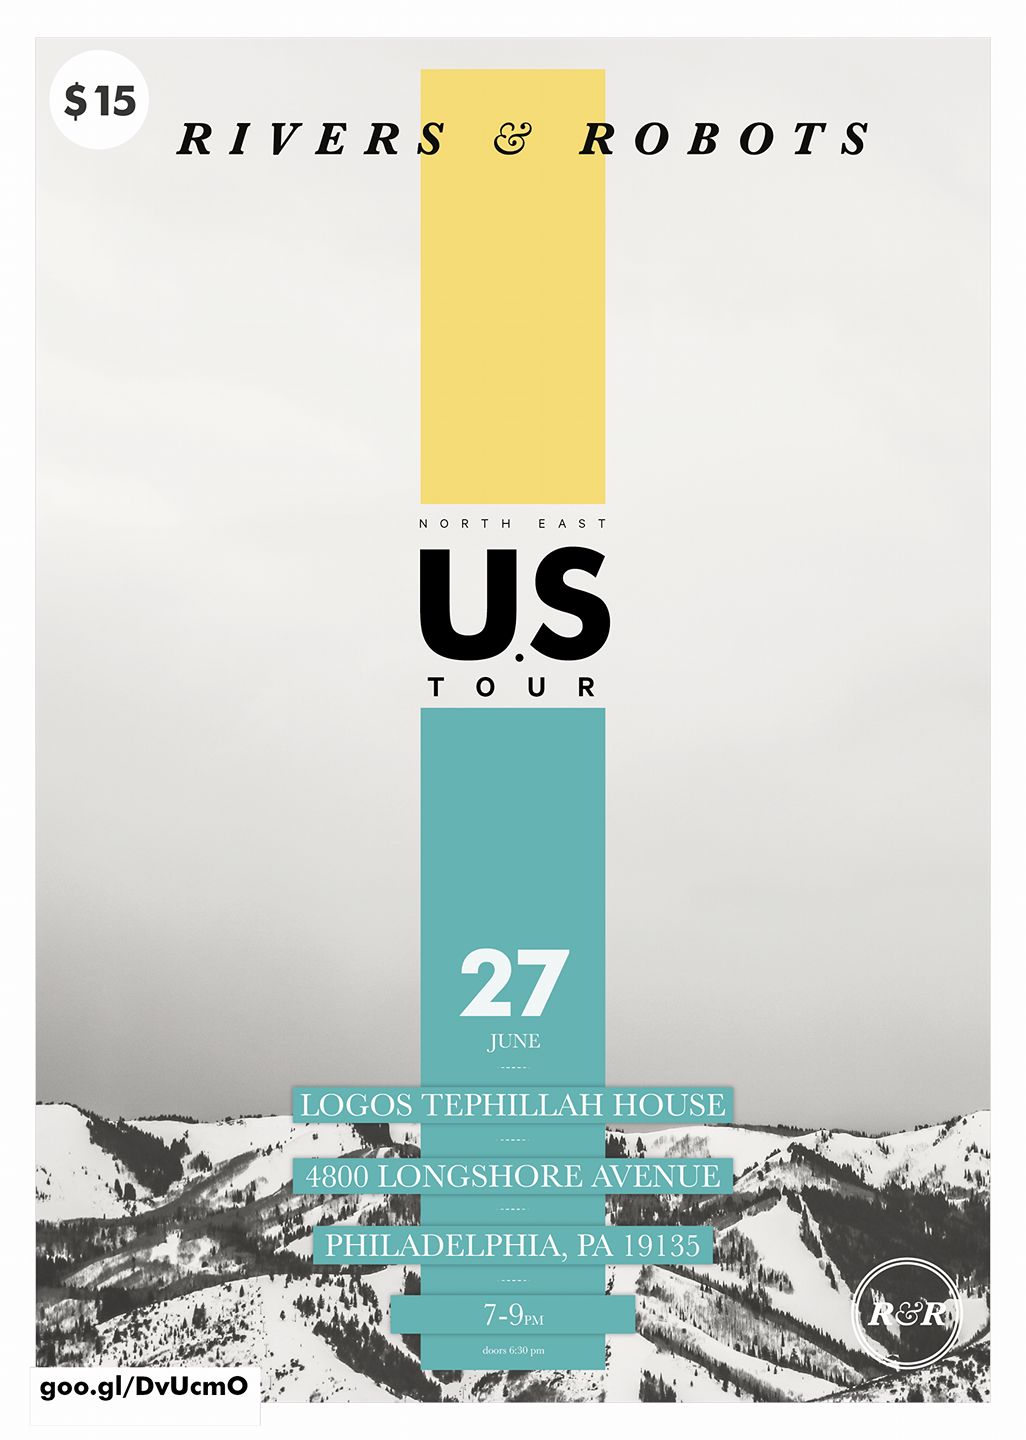 $15
RIVERS & ROBOTS
NORTH EAST
U.S
TOUR
27
JUNE
LOGOS TEPHILLAH HOUSE
4800 LONGSHORE AVENUE
PHILADELPHIA, PA 19135
7-9PM
doors 6:30 pm
R&R
goo.gl/DvUcmO